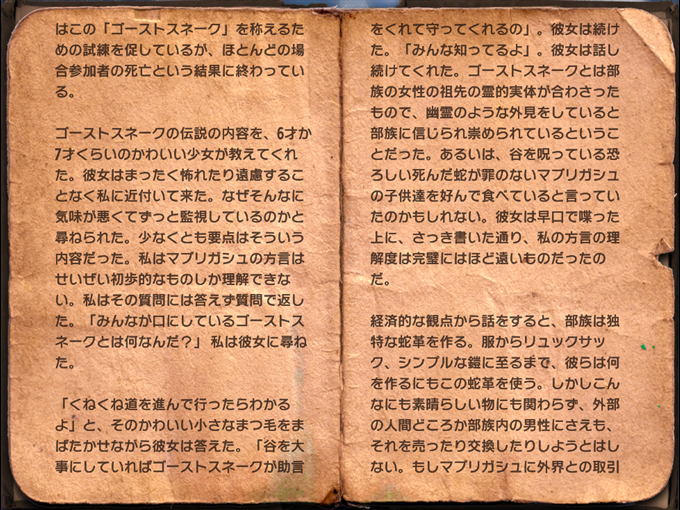 はこの「ゴーストスネーク」を称えるた
めの試練を促しているが、ほとんどの場
合参加者の死亡という結果に終わってい
る。
ゴーストスネークの伝説の内容を、6才か
7才くらいのかわいい少女が教えてくれ
た。彼女はまったく怖れたり遠慮するこ
となく私に近付いて来た。なぜそんなに
気味が悪くてずっと監視しているのかと
尋ねられた。少なくとも要点はそういう
内容だった。私はマブリガシュの方言は
せいぜい初歩的なものしか理解できな
い。私はその質問には答えず質問で返し
た。「みんなが口にしているゴーストス
ネークとは何なんだ？」 私は彼女に尋ね
た。
「くねくね道を進んで行ったらわかる
よ」と、そのかわいい小さなまつ毛をま
ばたかせながら彼女は答えた。「谷を大
事にしていればゴーストスネークが助言
をくれて守ってくれるの」。彼女は続け
た。「みんな知ってるよ」。彼女は話し
続けてくれた。ゴーストスネークとは部
族の女性の祖先の霊的実体が合わさった
もので、幽霊のような外見をしていると
部族に信じられ崇められているというこ
とだった。あるいは、谷を呪っている恐
ろしい死んだ蛇が罪のないマブリガシュ
の子供達を好んで食べていると言ってい
たのかもしれない。彼女は早口で喋った
上に、さっき書いた通り、私の方言の理
解度は完璧にはほど遠いものだったの
だ。
経済的な観点から話をすると、部族は独
特な蛇革を作る。服からリュックサッ
ク、シンプルな鎧に至るまで、彼らは何
を作るにもこの蛇革を使う。しかしこん
なにも素晴らしい物にも関わらず、外部
の人間どころか部族内の男性にさえも、
それを売ったり交換したりしようとはし
ない。もしマブリガシュに外界との取引